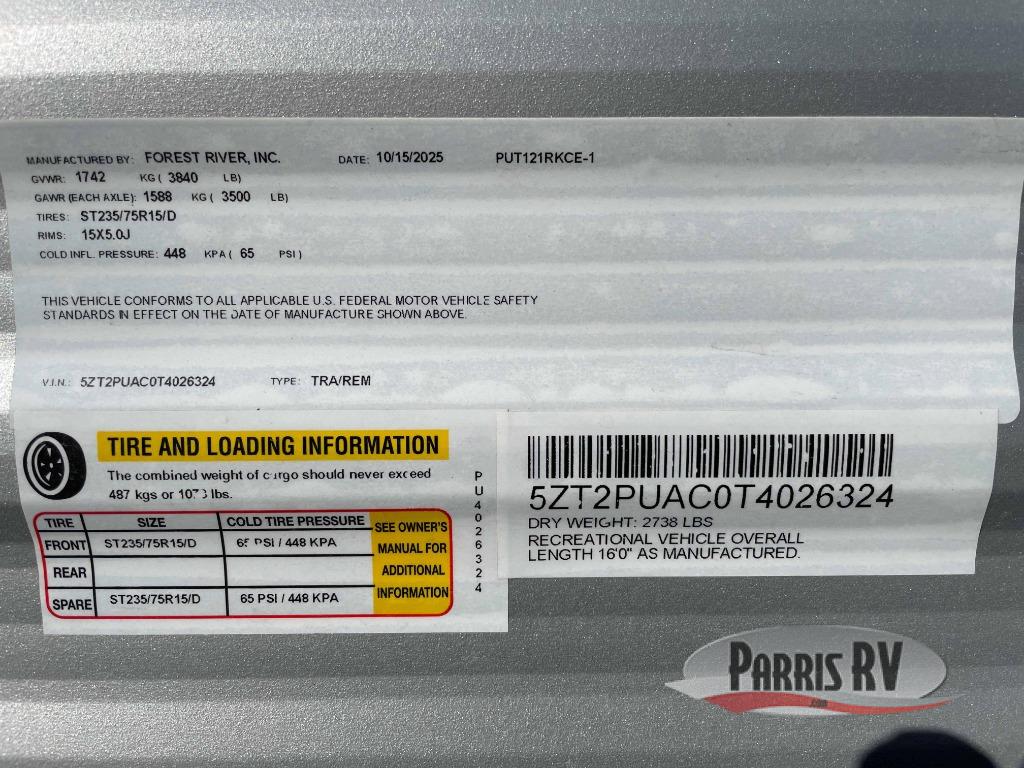 MANUFACTURED BY: FOREST RIVER, INC. DATE: 10/15/2025 PUT121RKCE-1
GVWR: 1742 KG ( 3840 LB)
GAWR (EACH AXLE): 1588 KG ( 3500 LB)
TIRES: ST235/75R15/D
RIMS: 15X5.0J
COLD INFL. PRESSURE: 448 KPA ( 65 PSI )
THIS VEHICLE CONFORMS TO ALL APPLICABLE U.S. FEDERAL MOTOR VEHICLE SAFETY
STANDARDS IN EFFECT ON THE DATE OF MANUFACTURE SHOWN ABOVE.
V.I.N.: 5ZT2PUAC0T4026324 TYPE: TRA/REM
TIRE AND LOADING INFORMATION
The combined weight of cargo should never exceed
487 kgs or lbs.
TIRE SIZE COLD TIRE PRESSURE
FRONT ST235/75R15/D 65 PSI / 448 KPA
REAR
SPARE ST235/75R15/D 65 PSI / 448 KPA
SEE OWNER'S
MANUAL FOR
ADDITIONAL
INFORMATION
PU4026324
5ZT2PUAC0T4026324
DRY WEIGHT: 2738 LBS
RECREATIONAL VEHICLE OVERALL
LENGTH 16'0" AS MANUFACTURED.
PARRIS RV
.com